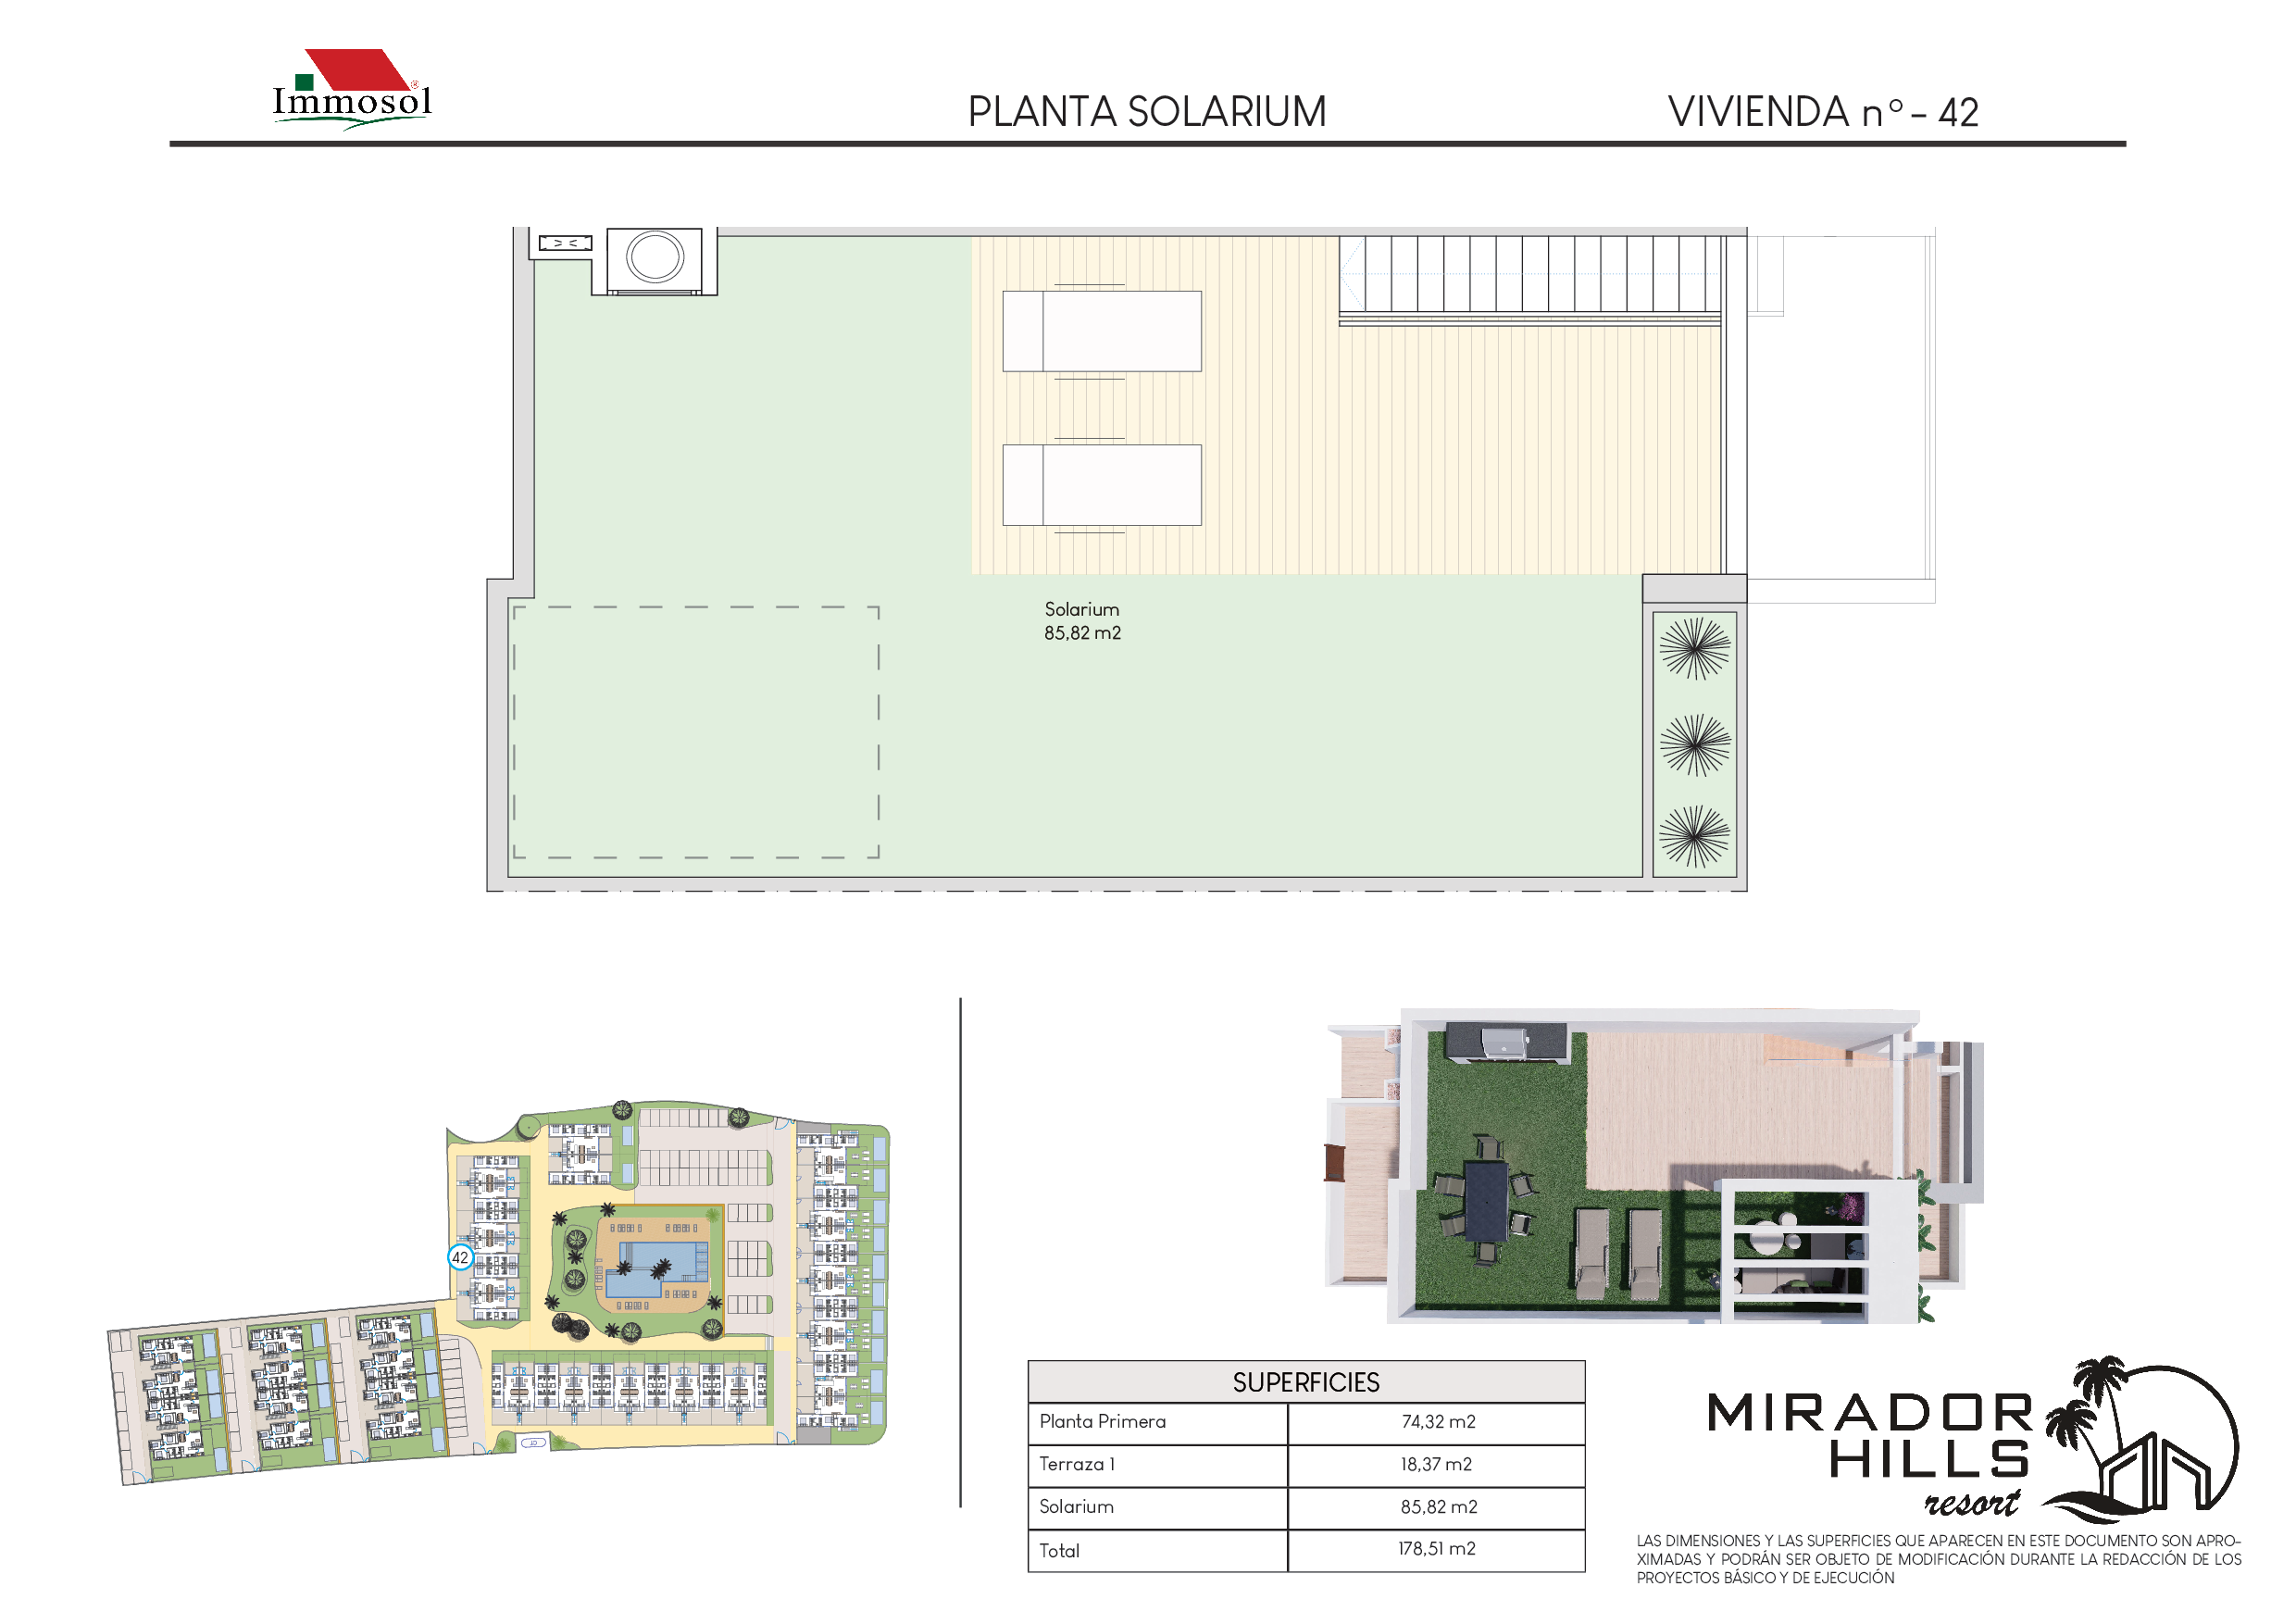 Immosol
PLANTA SOLARIUM
VIVIENDA nº - 42
Solarium
85,82 m2
42
SUPERFICIES
Planta Primera 74,32 m2
Terraza 1 18,37 m2
Solarium 85,82 m2
Total 178,51 m2
MIRADOR
HILLS
resort
LAS DIMENSIONES Y LAS SUPERFICIES QUE APARECEN EN ESTE DOCUMENTO SON APRO-
XIMADAS Y PODRÁN SER OBJETO DE MODIFICACIÓN DURANTE LA REDACCIÓN DE LOS
PROYECTOS BÁSICO Y DE EJECUCIÓN